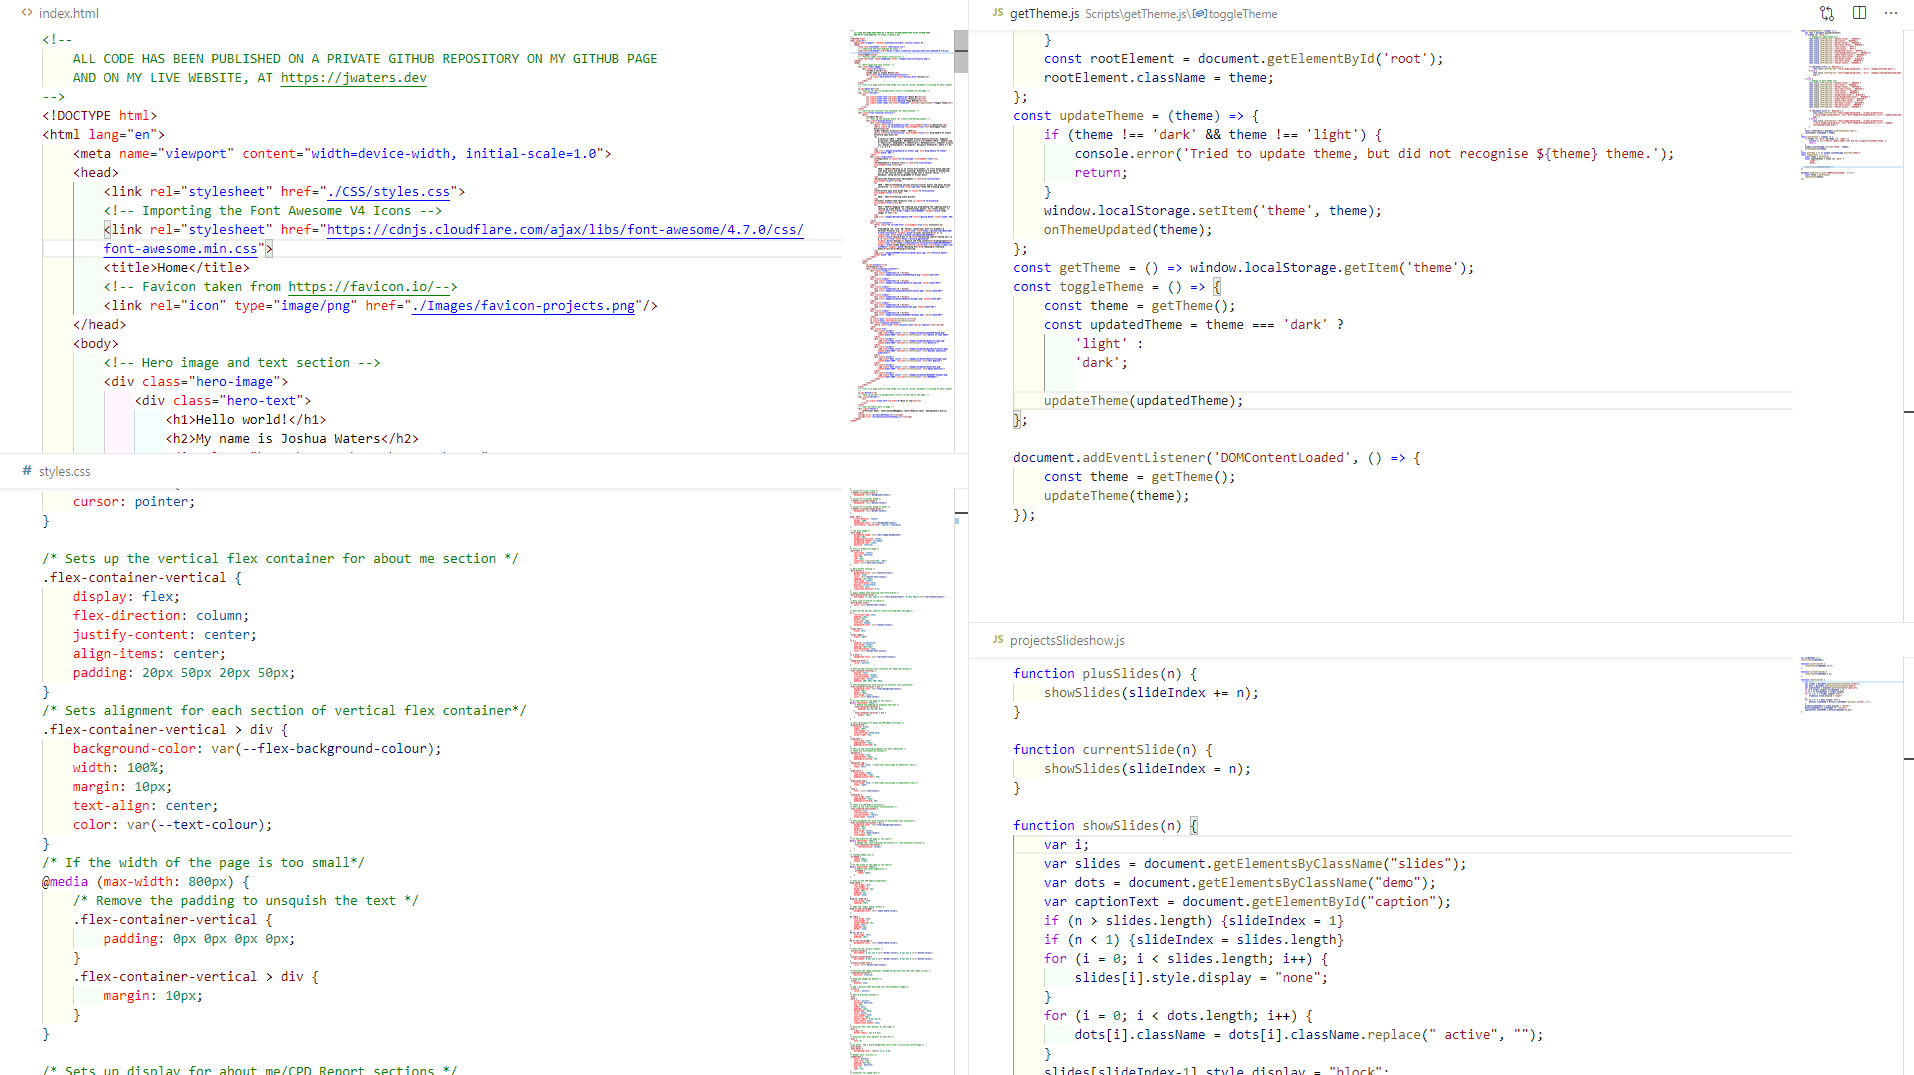 index.html
<!--
ALL CODE HAS BEEN PUBLISHED ON A PRIVATE GITHUB REPOSITORY ON MY GITHUB PAGE
AND ON MY LIVE WEBSITE, AT https://jwaters.dev
-->
<!DOCTYPE html>
<html lang="en">
<meta name="viewport" content="width=device-width, initial-scale=1.0">
<head>
<link rel="stylesheet" href="./CSS/styles.css">
<!-- Importing the Font Awesome V4 Icons -->
<link rel="stylesheet" href="https://cdnjs.cloudflare.com/ajax/libs/font-awesome/4.7.0/css/
font-awesome.min.css">
<title>Home</title>
<!-- Favicon taken from https://favicon.io/-->
<link rel="icon" type="image/png" href="./Images/favicon-projects.png"/>
</head>
<body>
<!-- Hero image and text section -->
<div class="hero-image">
<div class="hero-text">
<h1>Hello world!</h1>
<h2>My name is Joshua Waters</h2>
# styles.css
cursor: pointer;
}
/* Sets up the vertical flex container for about me section */
.flex-container-vertical {
display: flex;
flex-direction: column;
justify-content: center;
align-items: center;
padding: 20px 50px 20px 50px;
}
/* Sets alignment for each section of vertical flex container*/
.flex-container-vertical > div {
background-color: var(--flex-background-colour);
width: 100%;
margin: 10px;
text-align: center;
color: var(--text-colour);
}
/* If the width of the page is too small*/
@media (max-width: 800px) {
/* Remove the padding to unsquish the text */
.flex-container-vertical {
padding: 0px 0px 0px 0px;
}
.flex-container-vertical > div {
margin: 10px;
}
}
/* Sets up display for about me/CPD Report sections */
JS getTheme.js Scripts\getTheme.js\toggleTheme
}
const rootElement = document.getElementById('root');
rootElement.className = theme;
};
const updateTheme = (theme) => {
if (theme !== 'dark' && theme !== 'light') {
console.error('Tried to update theme, but did not recognise ${theme} theme.');
return;
}
window.localStorage.setItem('theme', theme);
onThemeUpdated(theme);
};
const getTheme = () => window.localStorage.getItem('theme');
const toggleTheme = () => {
const theme = getTheme();
const updatedTheme = theme === 'dark' ?
'light' :
'dark';
updateTheme(updatedTheme);
};
document.addEventListener('DOMContentLoaded', () => {
const theme = getTheme();
updateTheme(theme);
});
JS projectsSlideshow.js
function plusSlides(n) {
showSlides(slideIndex += n);
}
function currentSlide(n) {
showSlides(slideIndex = n);
}
function showSlides(n) {
var i;
var slides = document.getElementsByClassName("slides");
var dots = document.getElementsByClassName("demo");
var captionText = document.getElementById("caption");
if (n > slides.length) {slideIndex = 1}
if (n < 1) {slideIndex = slides.length}
for (i = 0; i < slides.length; i++) {
slides[i].style.display = "none";
}
for (i = 0; i < dots.length; i++) {
dots[i].className = dots[i].className.replace(" active", "");
}
slides[slideIndex-1].style.display = "block";